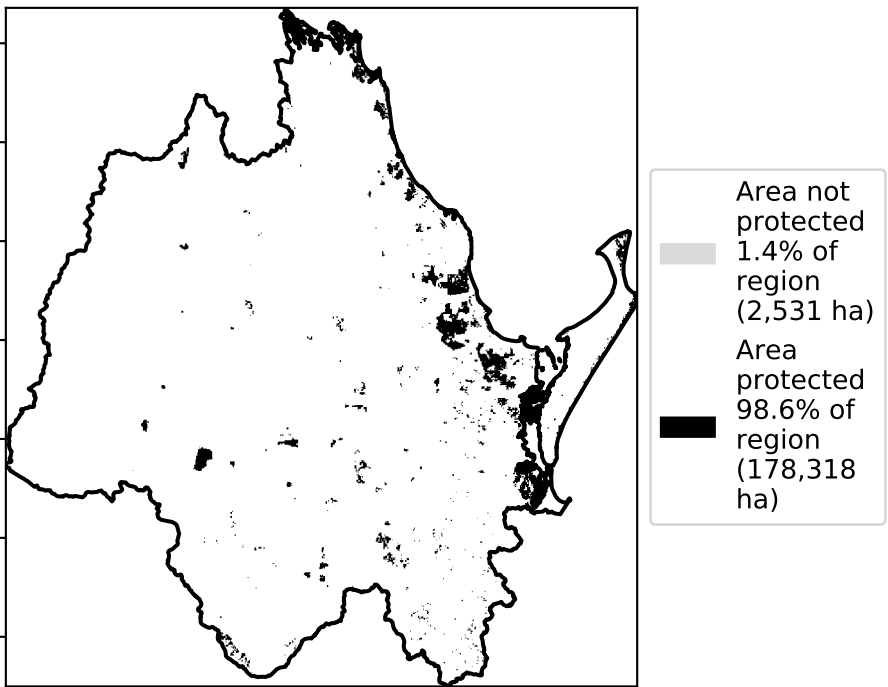 Area not
protected
1.4% of
region
(2,531 ha)
Area
protected
98.6% of
region
(178,318
ha)